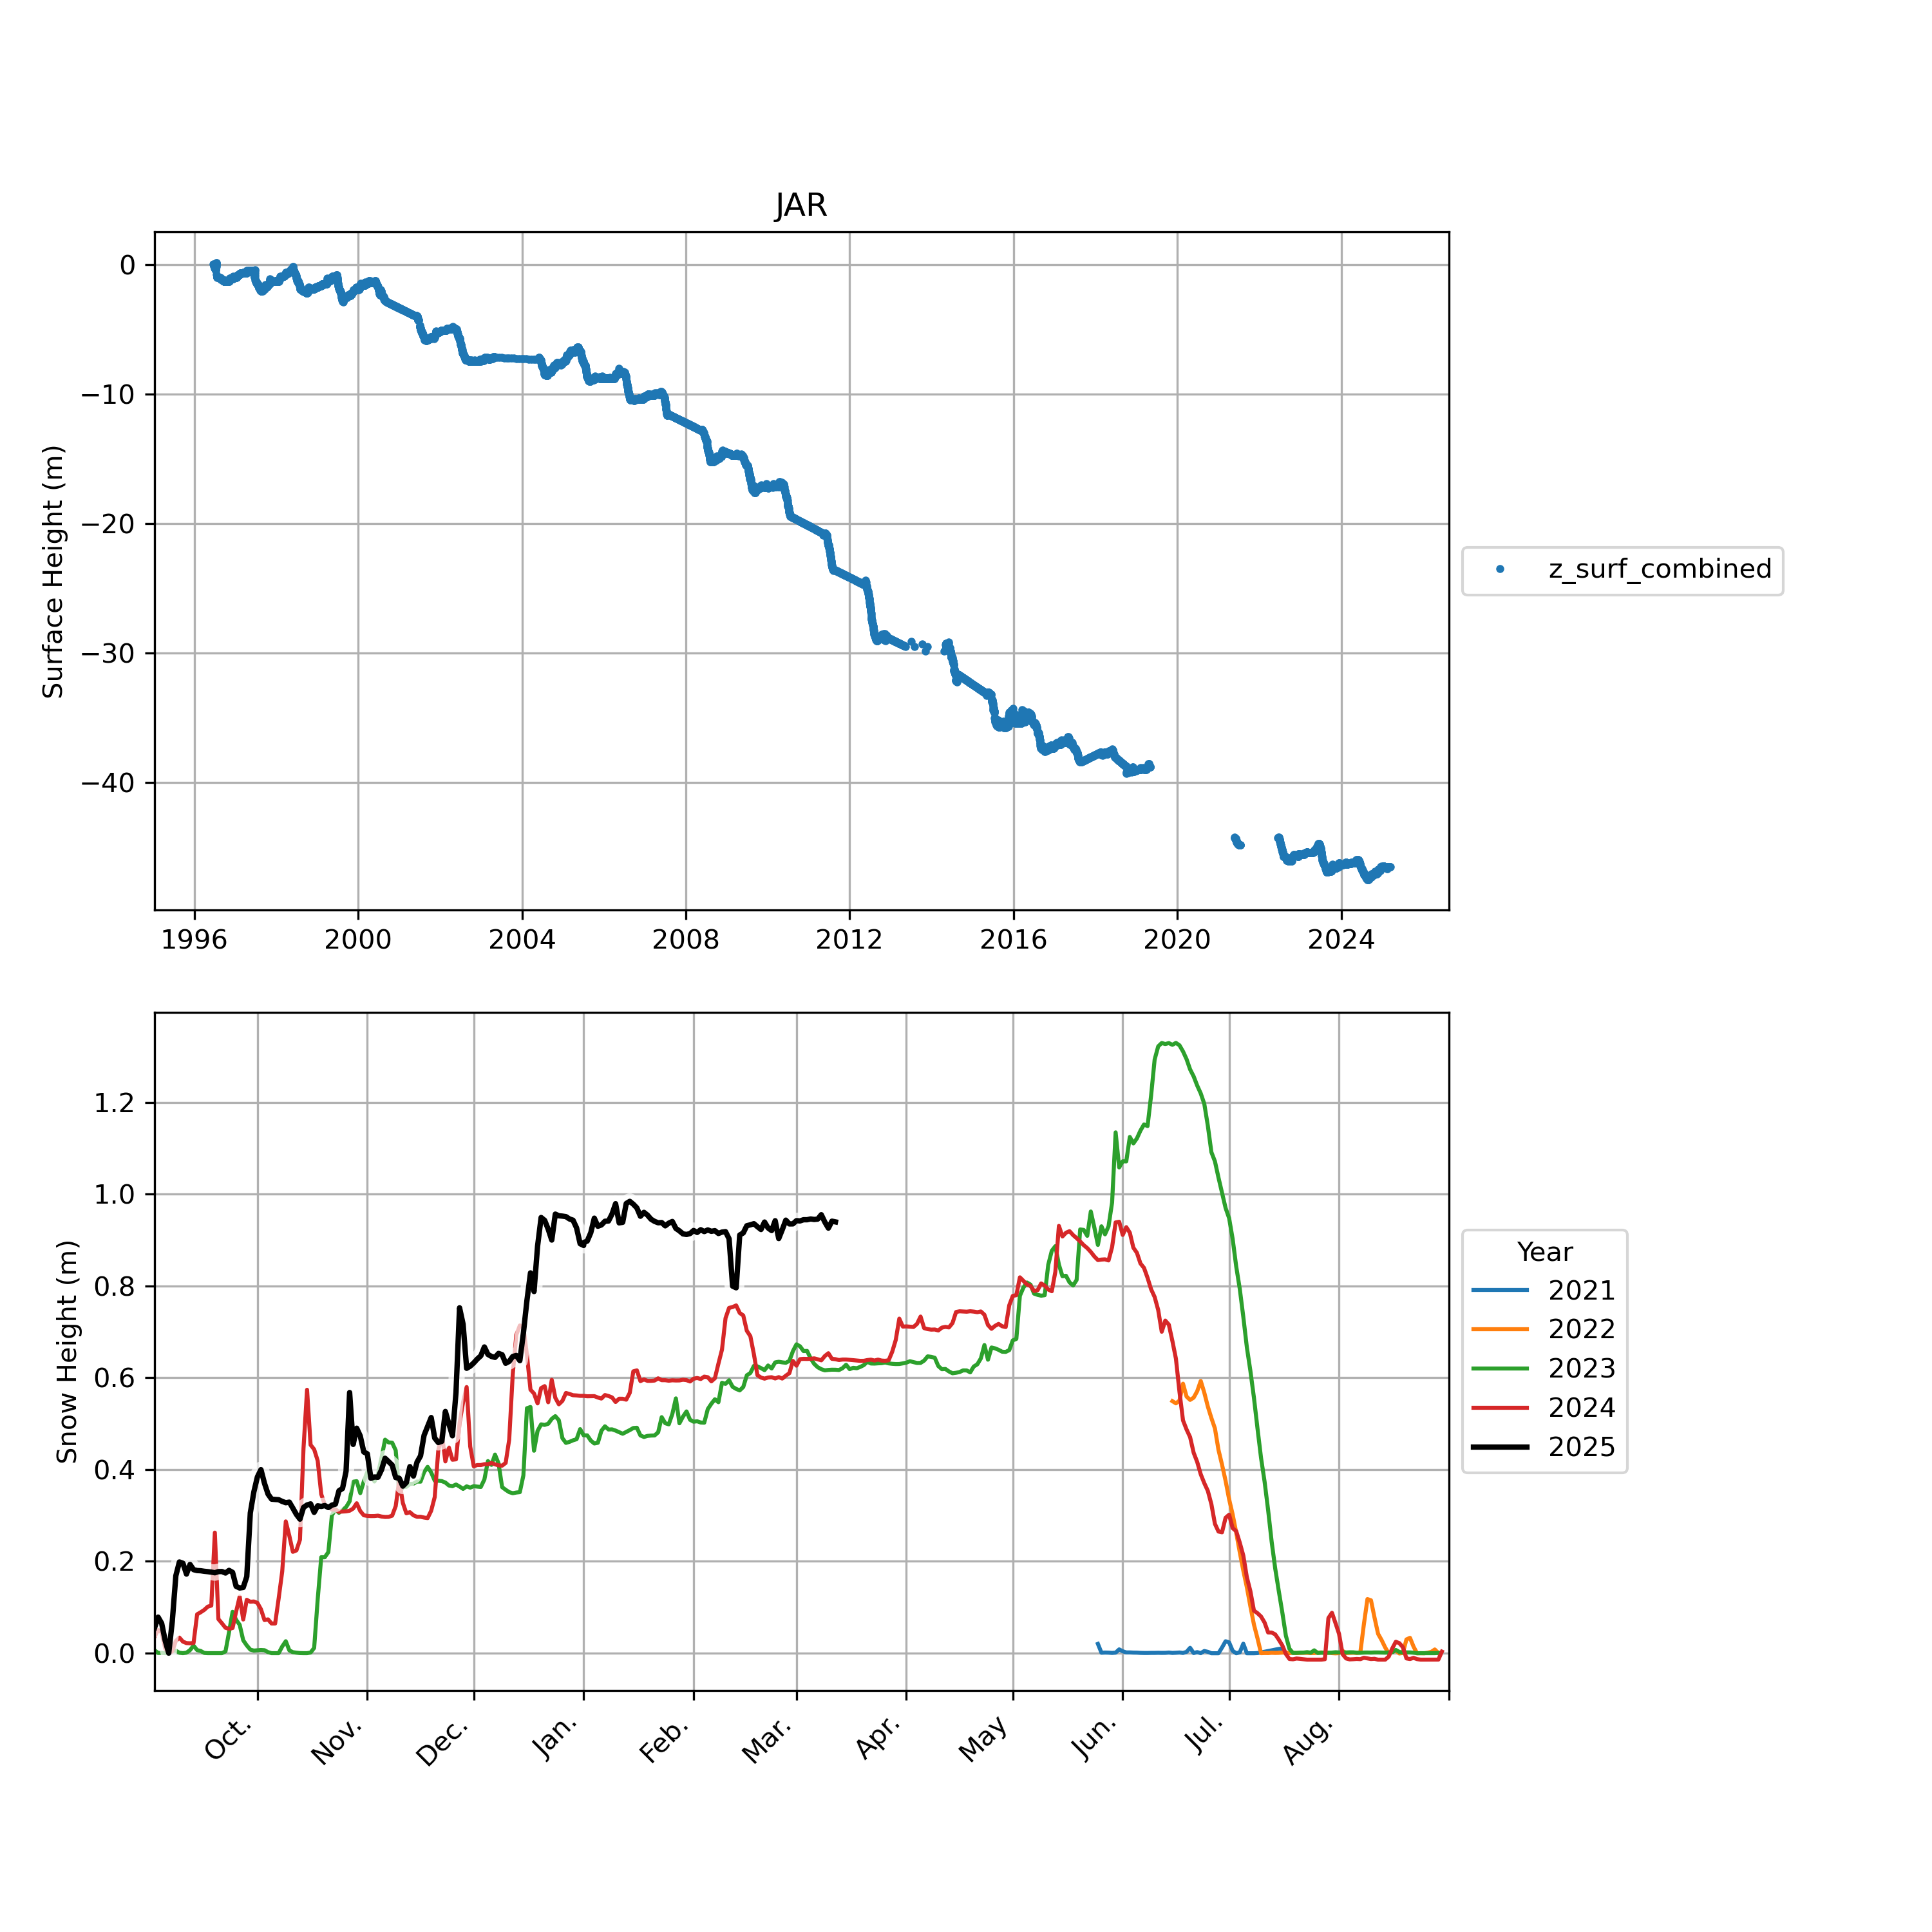 JAR
Surface Height (m)
0
−10
−20
−30
−40
1996 2000 2004 2008 2012 2016 2020 2024
z_surf_combined
Snow Height (m)
1.2
1.0
0.8
0.6
0.4
0.2
0.0
Oct. Nov. Dec. Jan. Feb. Mar. Apr. May Jun. Jul. Aug.
Year
2021
2022
2023
2024
2025